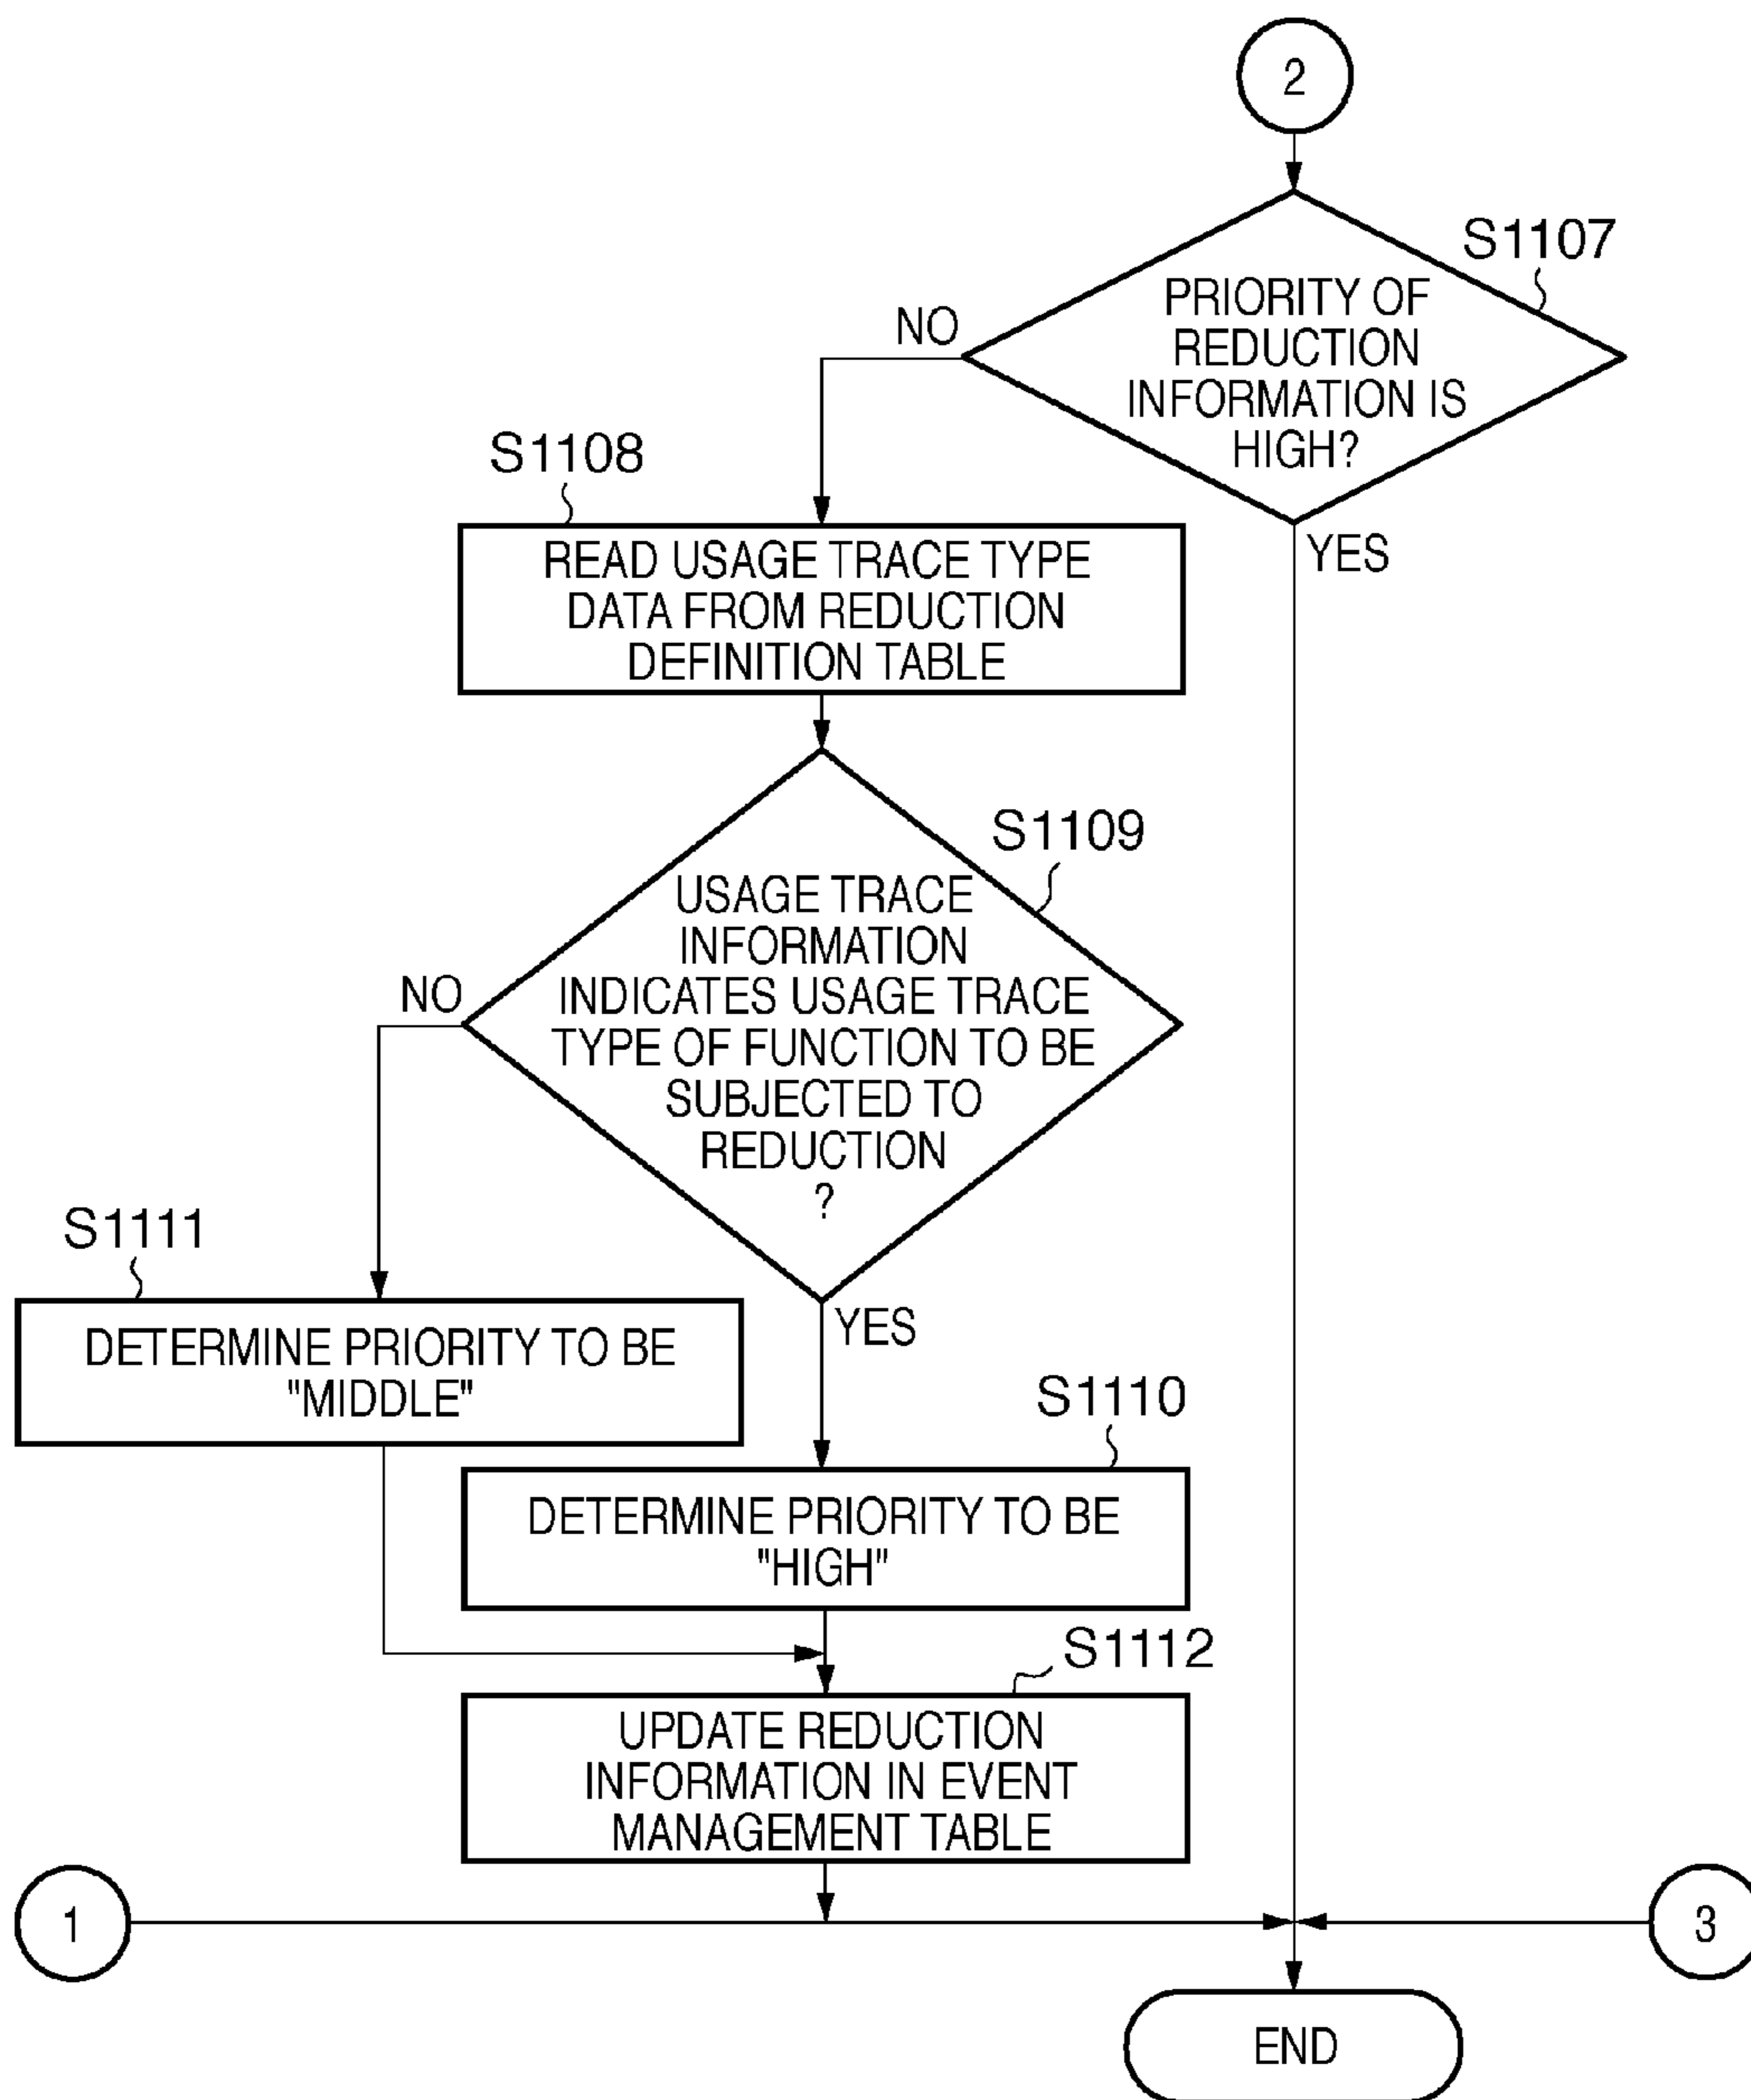 2
S1107
PRIORITY OF
REDUCTION
INFORMATION IS
HIGH?
NO
YES
S1108
READ USAGE TRACE TYPE
DATA FROM REDUCTION
DEFINITION TABLE
S1109
USAGE TRACE
INFORMATION
INDICATES USAGE TRACE
TYPE OF FUNCTION TO BE
SUBJECTED TO
REDUCTION
?
NO
YES
S1111
DETERMINE PRIORITY TO BE
"MIDDLE"
S1110
DETERMINE PRIORITY TO BE
"HIGH"
S1112
UPDATE REDUCTION
INFORMATION IN EVENT
MANAGEMENT TABLE
1
3
END